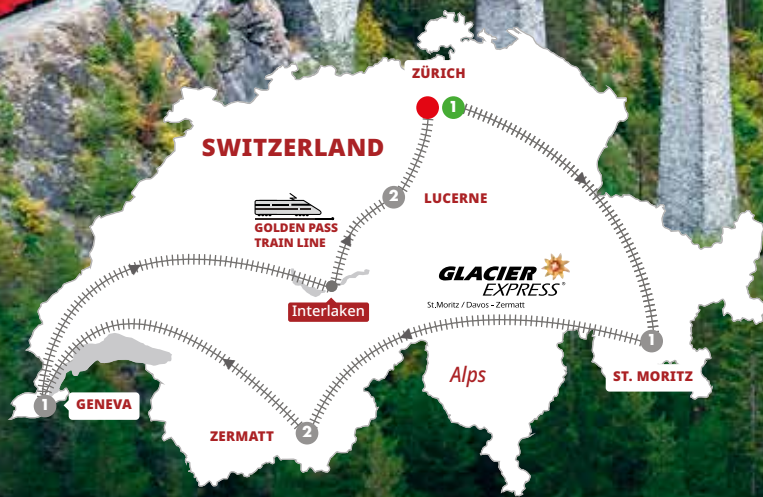 ZÜRICH
1
SWITZERLAND
2
LUCERNE
GOLDEN PASS
TRAIN LINE
GLACIER
EXPRESS®
St.Moritz / Davos - Zermatt
Interlaken
1
Alps
ST. MORITZ
1
GENEVA
ZERMATT
2